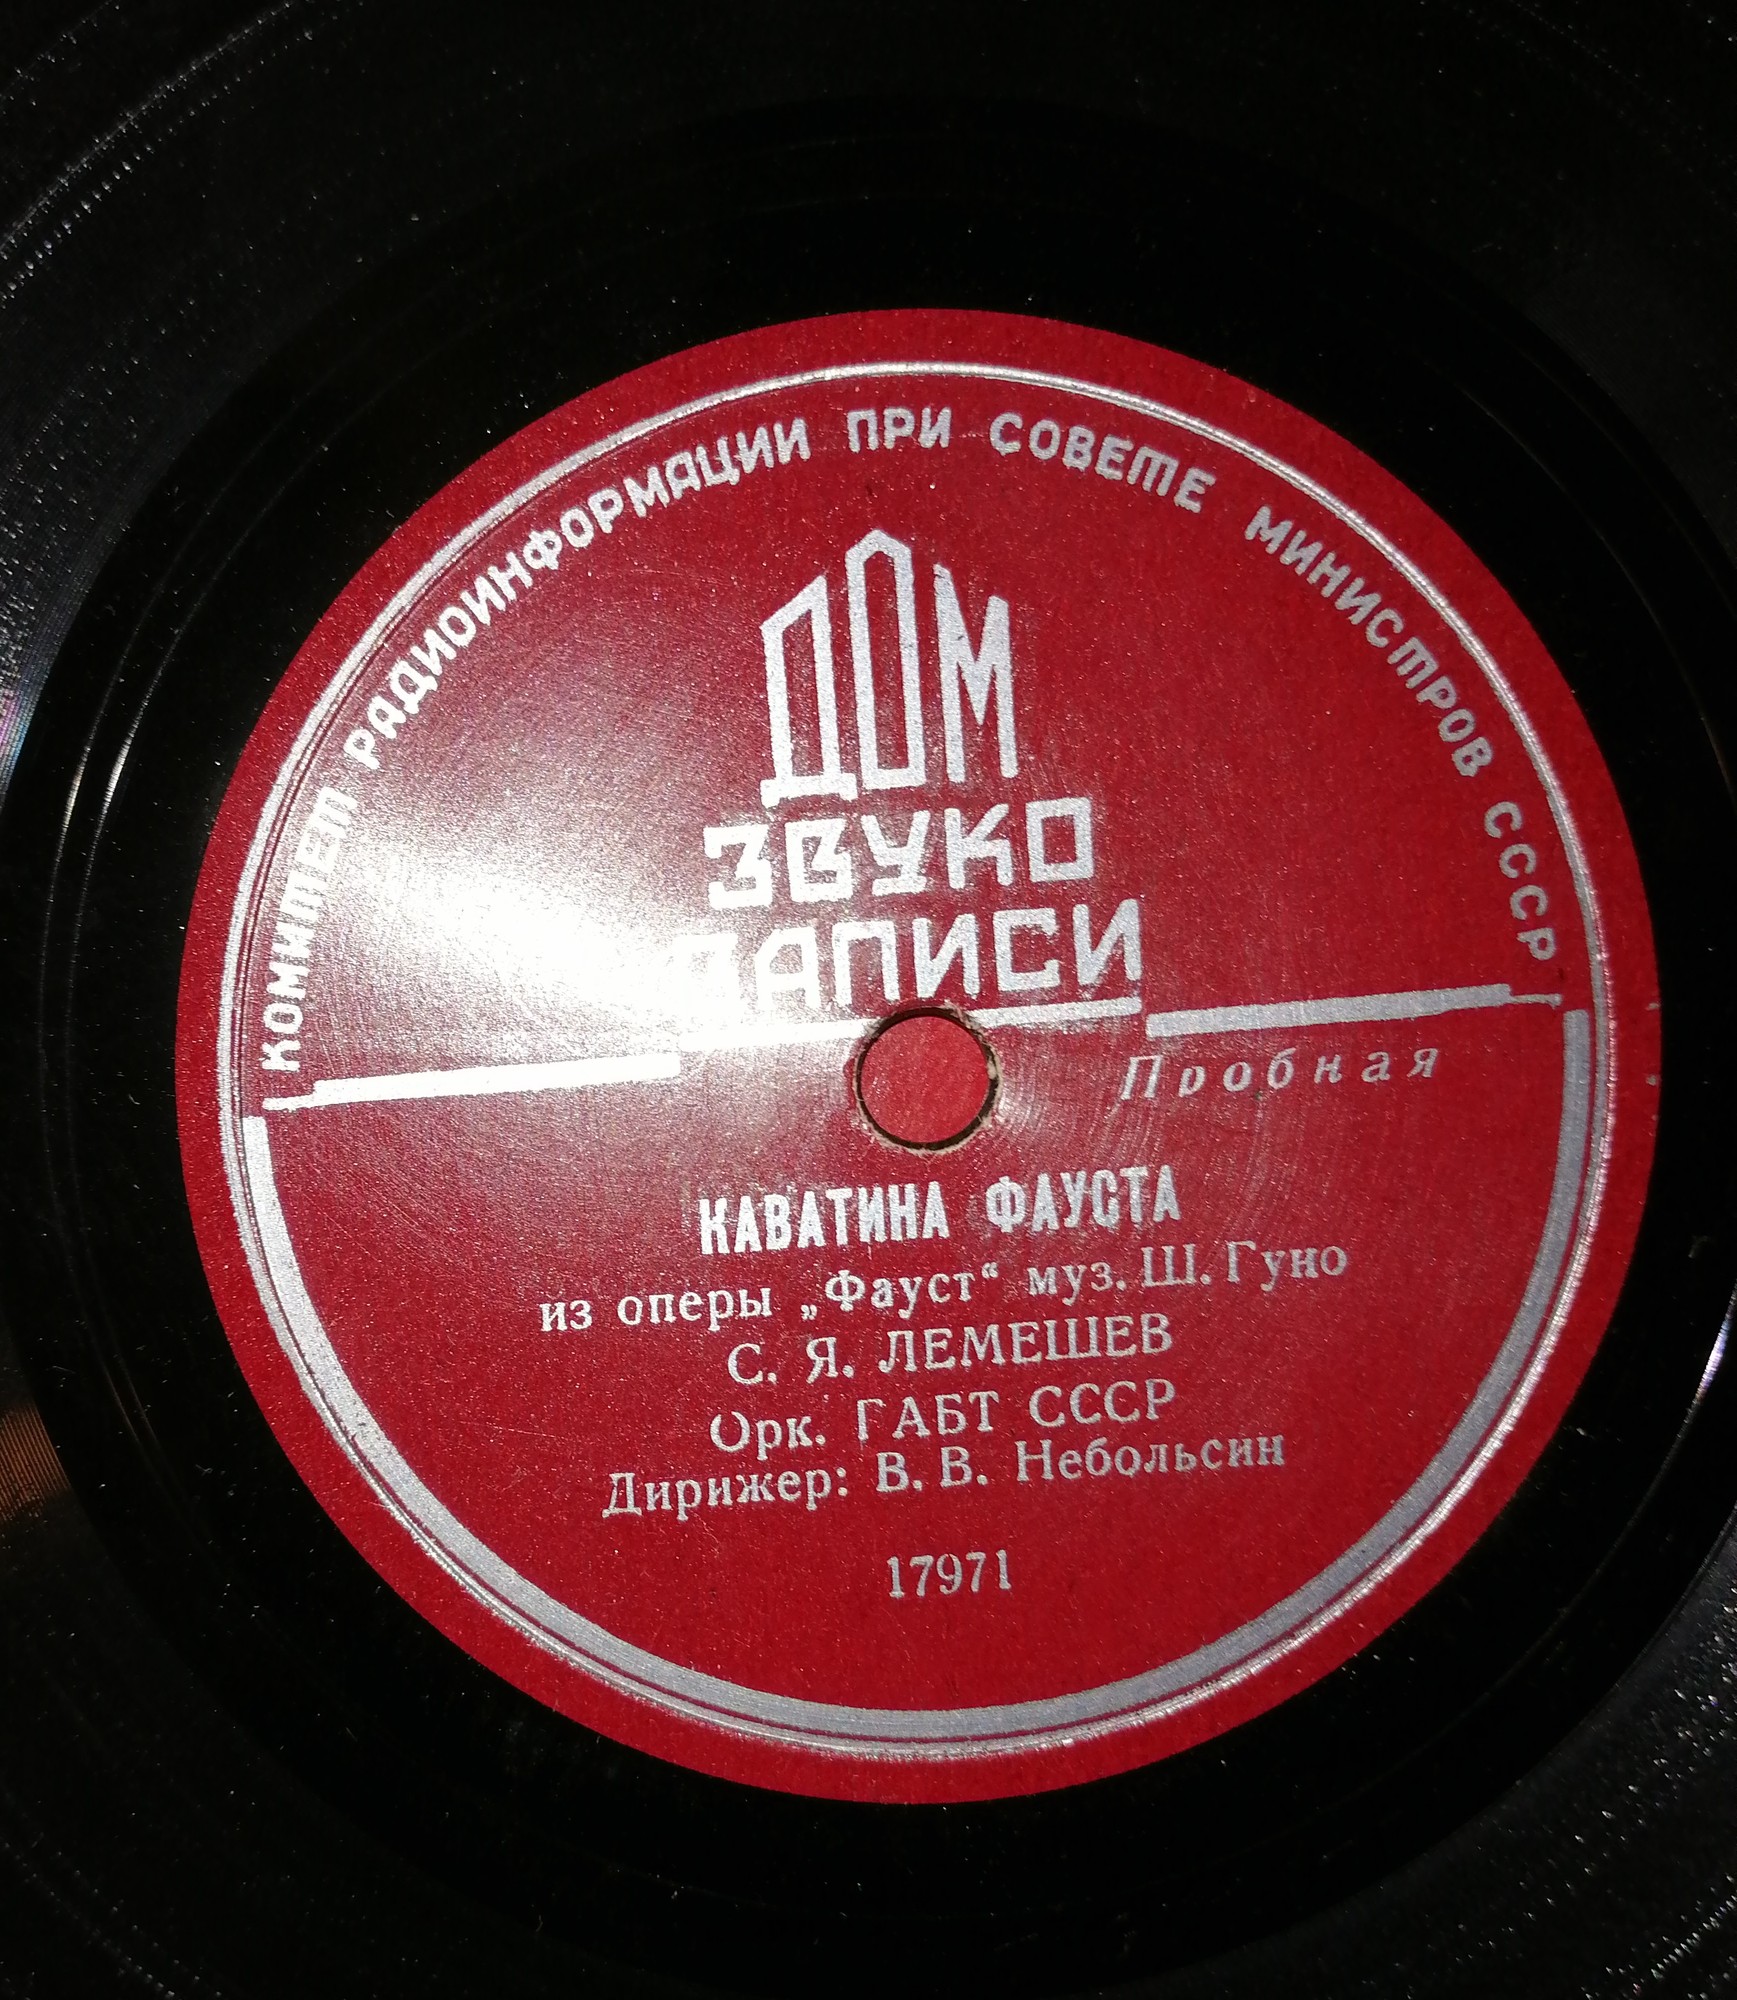 КОМИТЕТ РАДИОИНФОРМАЦИИ ПРИ СОВЕТЕ МИНИСТРОВ СССР
ДОМ
ЗВУКО
ЗАПИСИ
Пробная
КАВАТИНА ФАУСТА
из оперы „Фауст“ муз. Ш. Гуно
С. Я. ЛЕМЕШЕВ
Орк. ГАБТ СССР
Дирижер: В. В. Небольсин
17971